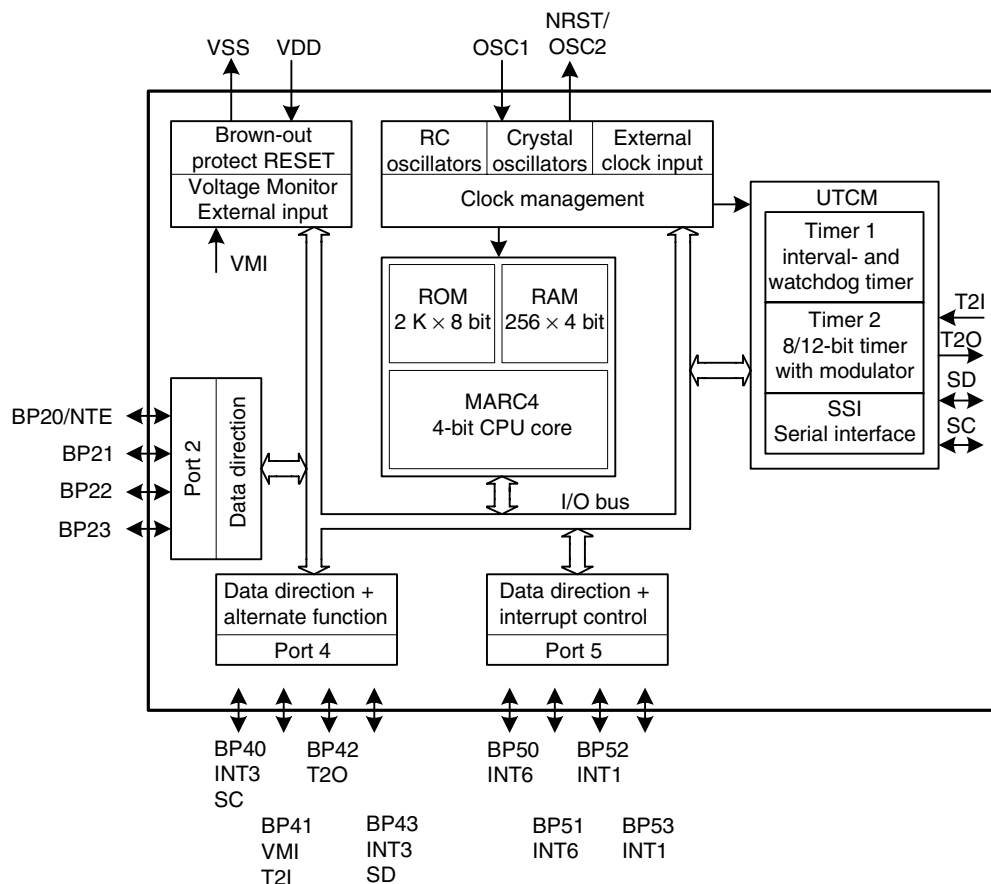 NRST/
OSC2
VSS
VDD
OSC1
Brown-out
protect RESET
Voltage Monitor
External input
VMI
RC
oscillators
Crystal
oscillators
External
clock input
Clock management
ROM
2 K × 8 bit
RAM
256 × 4 bit
MARC4
4-bit CPU core
I/O bus
UTCM
Timer 1
interval- and
watchdog timer
Timer 2
8/12-bit timer
with modulator
SSI
Serial interface
T2I
T2O
SD
SC
BP20/NTE
BP21
BP22
BP23
Port 2
Data direction
Data direction +
alternate function
Port 4
Data direction +
interrupt control
Port 5
BP40
INT3
SC
BP42
T2O
BP50
INT6
BP52
INT1
BP41
VMI
T2I
BP43
INT3
SD
BP51
INT6
BP53
INT1